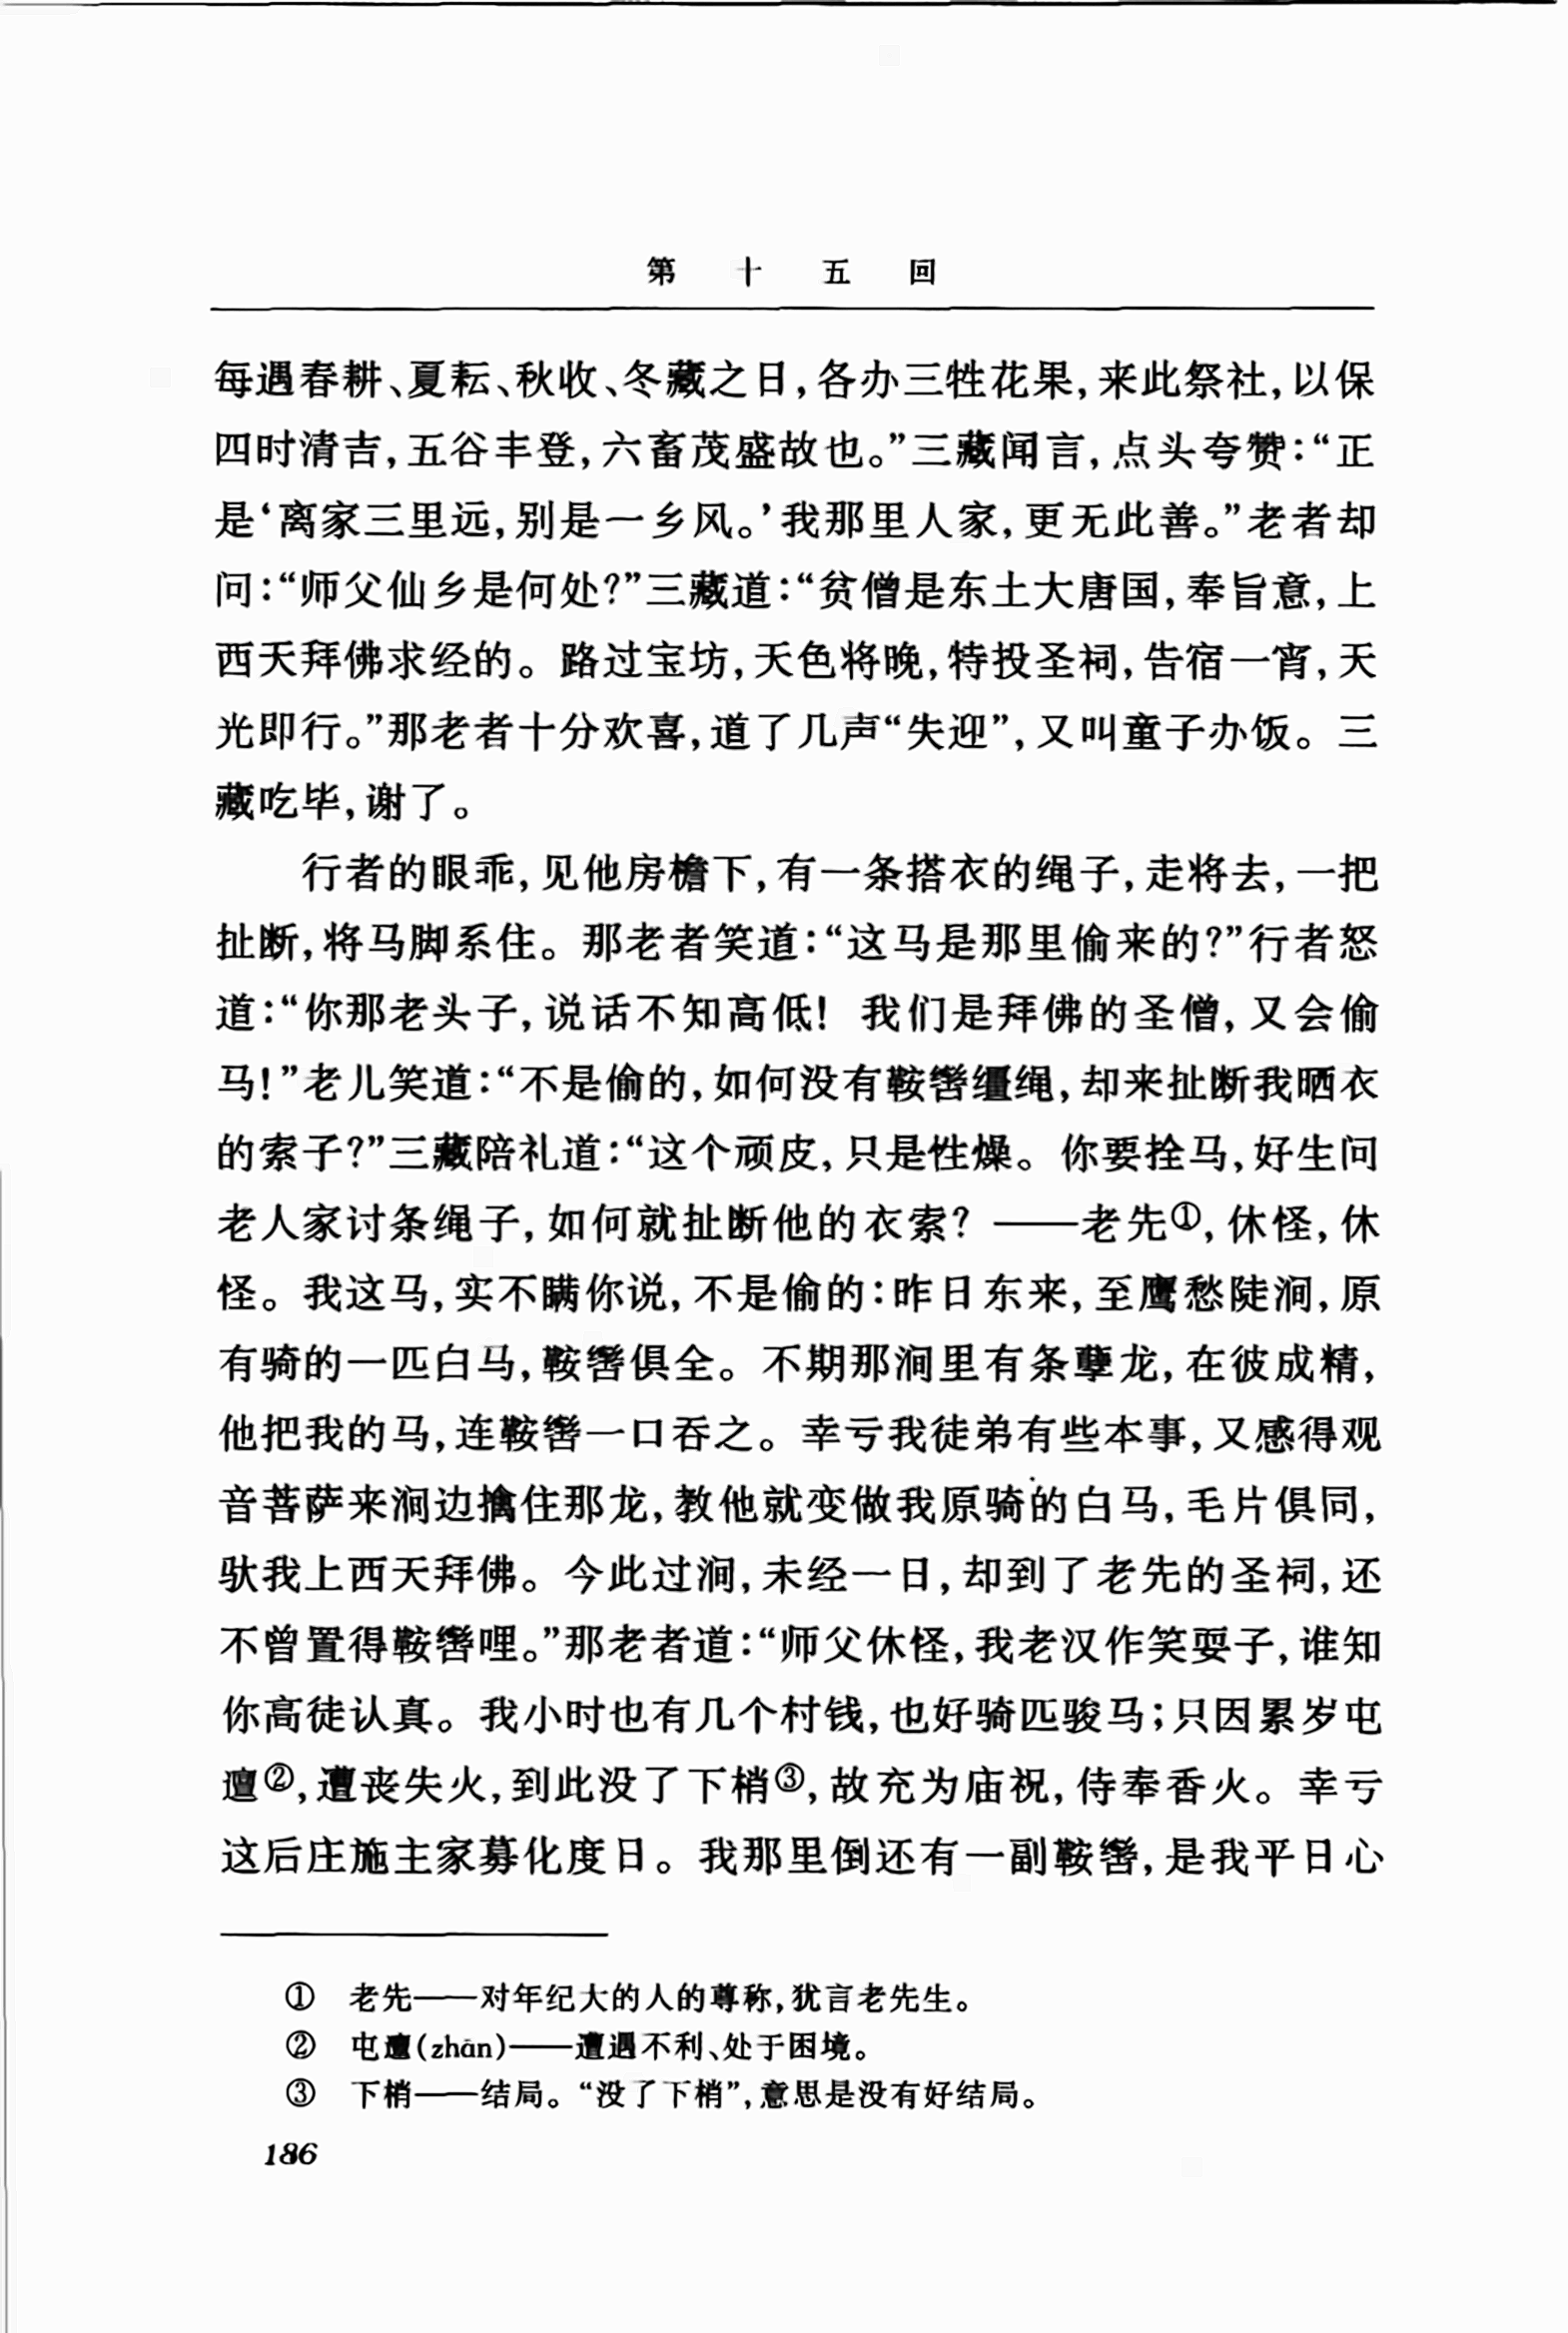 第十五回
每遇春耕、夏耘、秋收、冬藏之日，各办三牲花果，来此祭社，以保
四时清吉，五谷丰登，六畜茂盛故也。”三藏闻言，点头夸赞：“正
是‘离家三里远，别是一乡风。’我那里人家，更无此善。”老者却
问：“师父仙乡是何处？”三藏道：“贫僧是东土大唐国，奉旨意，上
西天拜佛求经的。路过宝坊，天色将晚，特投圣祠，告宿一宵，天
光即行。”那老者十分欢喜，道了几声“失迎”，又叫童子办饭。三
藏吃毕，谢了。
行者的眼乖，见他房檐下，有一条搭衣的绳子，走将去，一把
扯断，将马脚系住。那老者笑道：“这马是那里偷来的？”行者怒
道：“你那老头子，说话不知高低！我们是拜佛的圣僧，又会偷
马！”老儿笑道：“不是偷的，如何没有鞍辔缰绳，却来扯断我晒衣
的索子？”三藏陪礼道：“这个顽皮，只是性燥。你要拴马，好生问
老人家讨条绳子，如何就扯断他的衣索？——老先①，休怪，休
怪。我这马，实不瞒你说，不是偷的：昨日东来，至鹰愁陡涧，原
有骑的一匹白马，鞍辔俱全。不期那涧里有条孽龙，在彼成精，
他把我的马，连鞍辔一口吞之。幸亏我徒弟有些本事，又感得观
音菩萨来涧边擒住那龙，教他就变做我原骑的白马，毛片俱同，
驮我上西天拜佛。今此过涧，未经一日，却到了老先的圣祠，还
不曾置得鞍辔哩。”那老者道：“师父休怪，我老汉作笑耍子，谁知
你高徒认真。我小时也有几个村钱，也好骑匹骏马；只因累岁屯
邅②，遭丧失火，到此没了下梢③，故充为庙祝，侍奉香火。幸亏
这后庄施主家募化度日。我那里倒还有一副鞍辔，是我平日心
① 老先——对年纪大的人的尊称，犹言老先生。
② 屯邅(zhān)——遭遇不利、处于困境。
③ 下梢——结局。“没了下梢”，意思是没有好结局。
186